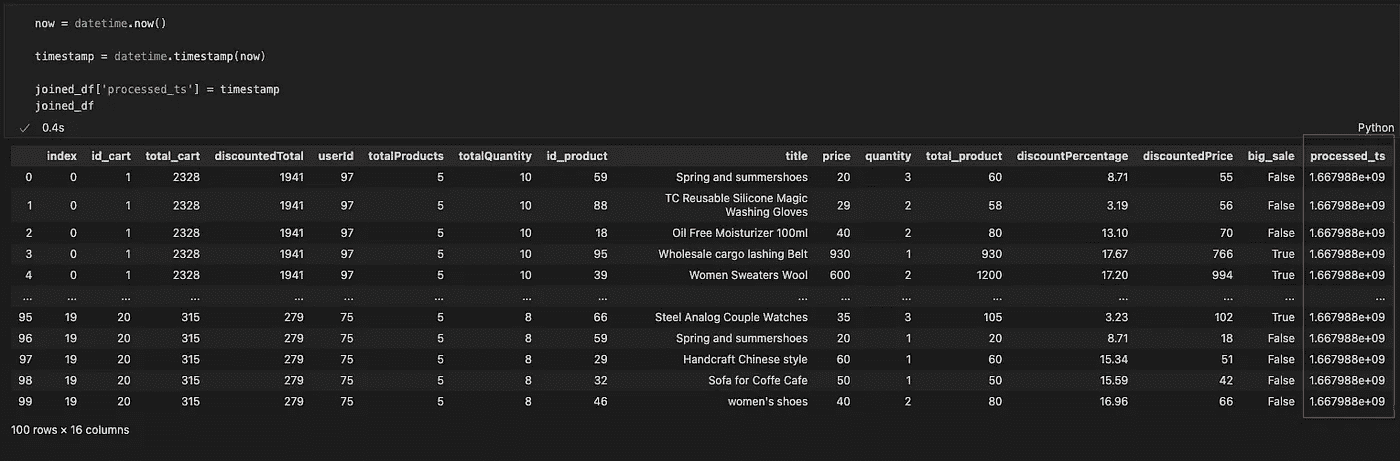 now = datetime.now()
timestamp = datetime.timestamp(now)
joined_df['processed_ts'] = timestamp
joined_df
✓ 0.4s
Python
index id_cart total_cart discountedTotal userId totalProducts totalQuantity id_product title price quantity total_product discountPercentage discountedPrice big_sale processed_ts
0 0 1 2328 1941 97 5 10 59 Spring and summershoes 20 3 60 8.71 55 False 1.667988e+09
1 0 1 2328 1941 97 5 10 88 TC Reusable Silicone Magic 29 2 58 3.19 56 False 1.667988e+09
Washing Gloves
2 0 1 2328 1941 97 5 10 18 Oil Free Moisturizer 100ml 40 2 80 13.10 70 False 1.667988e+09
3 0 1 2328 1941 97 5 10 95 Wholesale cargo lashing Belt 930 1 930 17.67 766 True 1.667988e+09
4 0 1 2328 1941 97 5 10 39 Women Sweaters Wool 600 2 1200 17.20 994 True 1.667988e+09
... ... ... ... ... ... ... ... ... ... ... ... ... ... ... ... ...
95 19 20 315 279 75 5 8 66 Steel Analog Couple Watches 35 3 105 3.23 102 True 1.667988e+09
96 19 20 315 279 75 5 8 59 Spring and summershoes 20 1 20 8.71 18 False 1.667988e+09
97 19 20 315 279 75 5 8 29 Handcraft Chinese style 60 1 60 15.34 51 False 1.667988e+09
98 19 20 315 279 75 5 8 32 Sofa for Coffe Cafe 50 1 50 15.59 42 False 1.667988e+09
99 19 20 315 279 75 5 8 46 women's shoes 40 2 80 16.96 66 False 1.667988e+09
100 rows × 16 columns